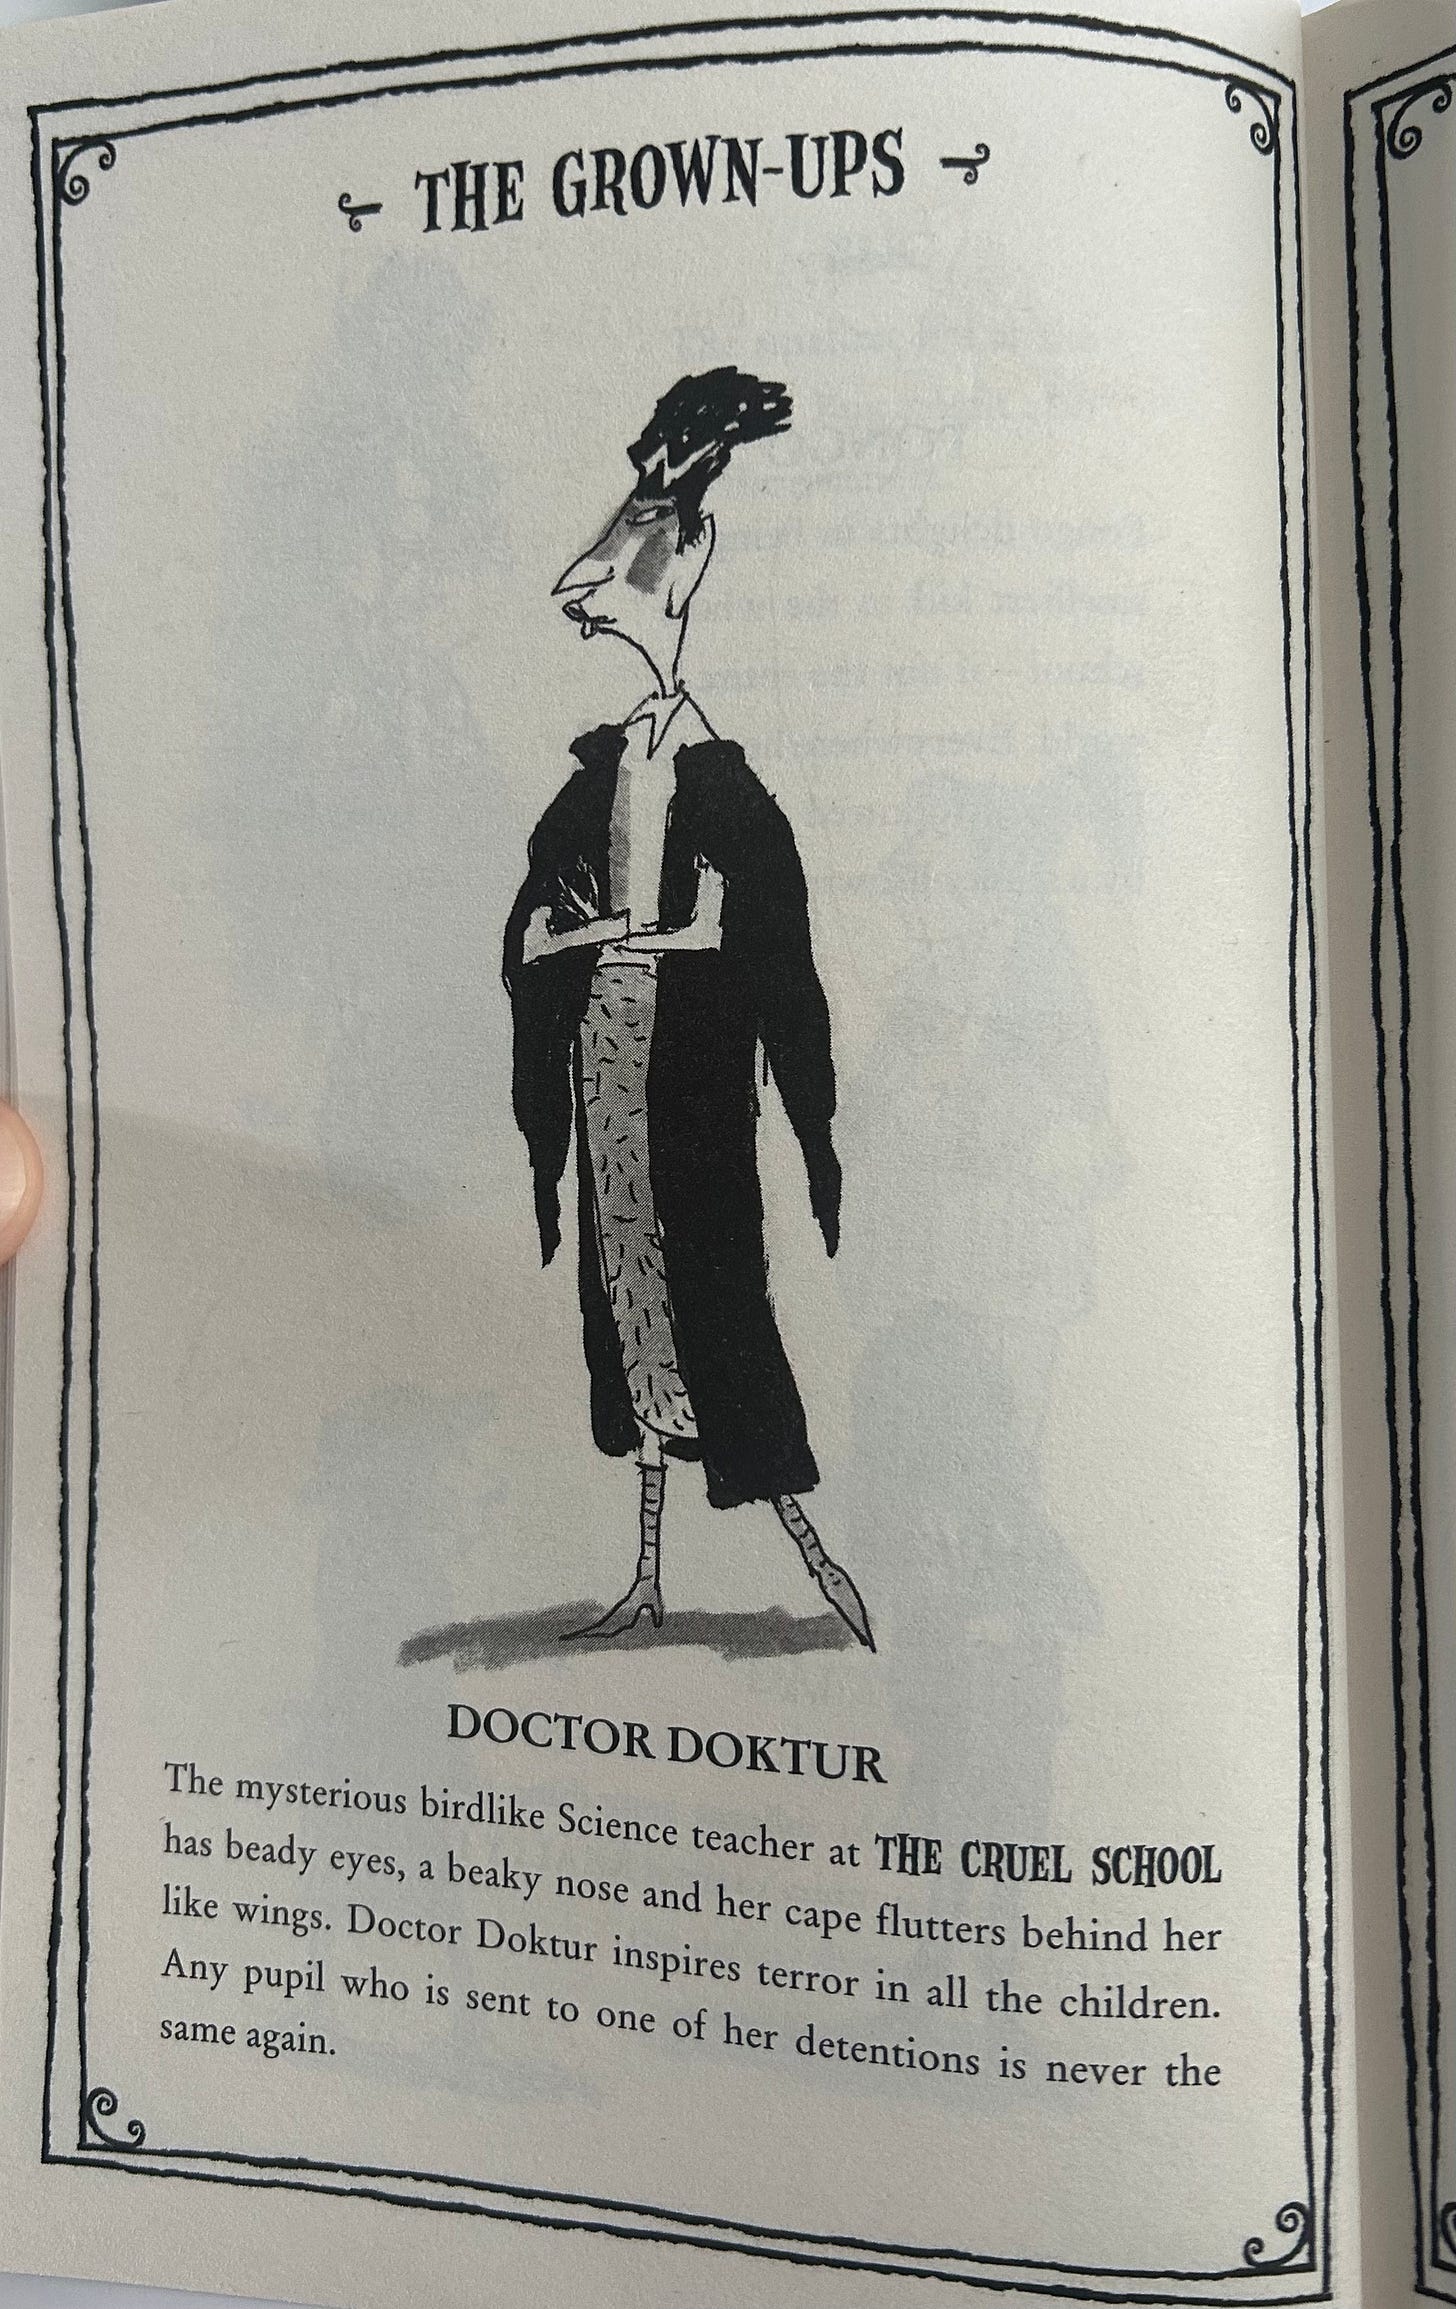 THE GROWN-UPS
DOCTOR DOKTUR
The mysterious birdlike Science teacher at THE CRUEL SCHOOL
has beady eyes, a beaky nose and her cape flutters behind her
like wings. Doctor Doktur inspires terror in all the children.
Any pupil who is sent to one of her detentions is never the
same again.